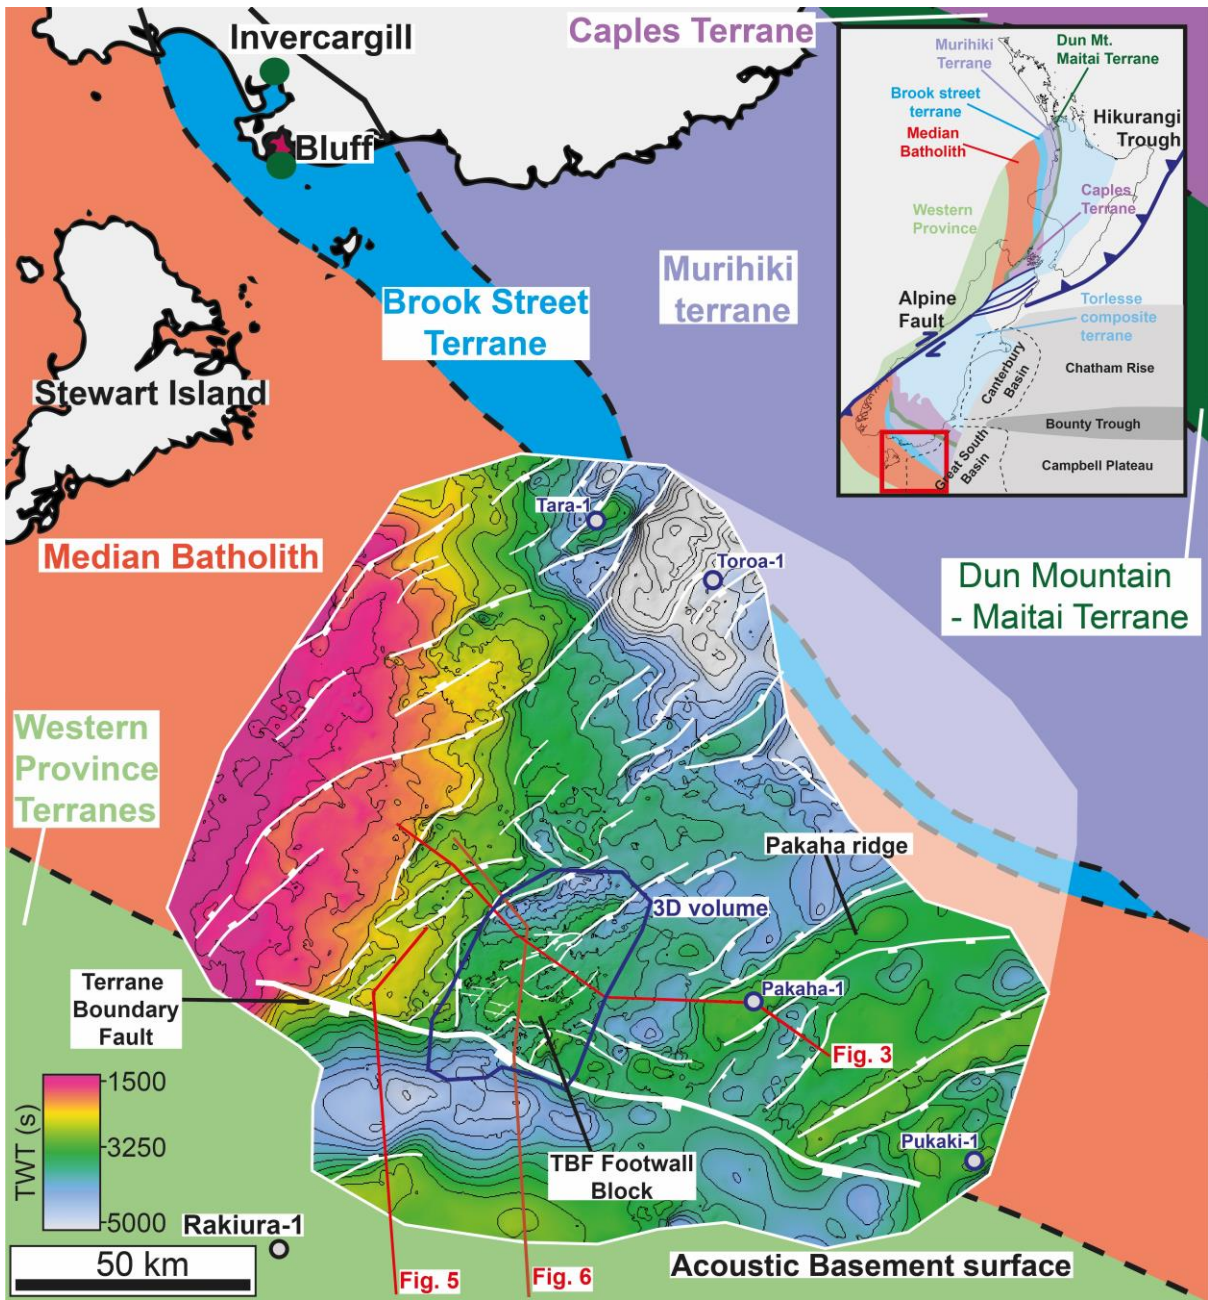 Caples Terrane
Invercargill
Bluff
Murihiki
Terrane
Dun Mt.
Maitai Terrane
Brook street
terrane
Median
Batholith
Hikurangi
Trough
Western
Province
Caples
Terrane
Alpine
Fault
Torlesse
composite
terrane
Canterbury
Basin
Chatham Rise
Bounty Trough
Great South
Basin
Campbell Plateau
Murihiki
terrane
Brook Street
Terrane
Stewart Island
Median Batholith
Tara-1
Toroa-1
Dun Mountain
- Maitai Terrane
Western
Province
Terranes
Pakaha ridge
3D volume
Terrane
Boundary
Fault
Pakaha-1
Fig. 3
TWT (s)
1500
3250
5000
Pukaki-1
TBF Footwall
Block
Rakiura-1
50 km
Fig. 5
Fig. 6
Acoustic Basement surface